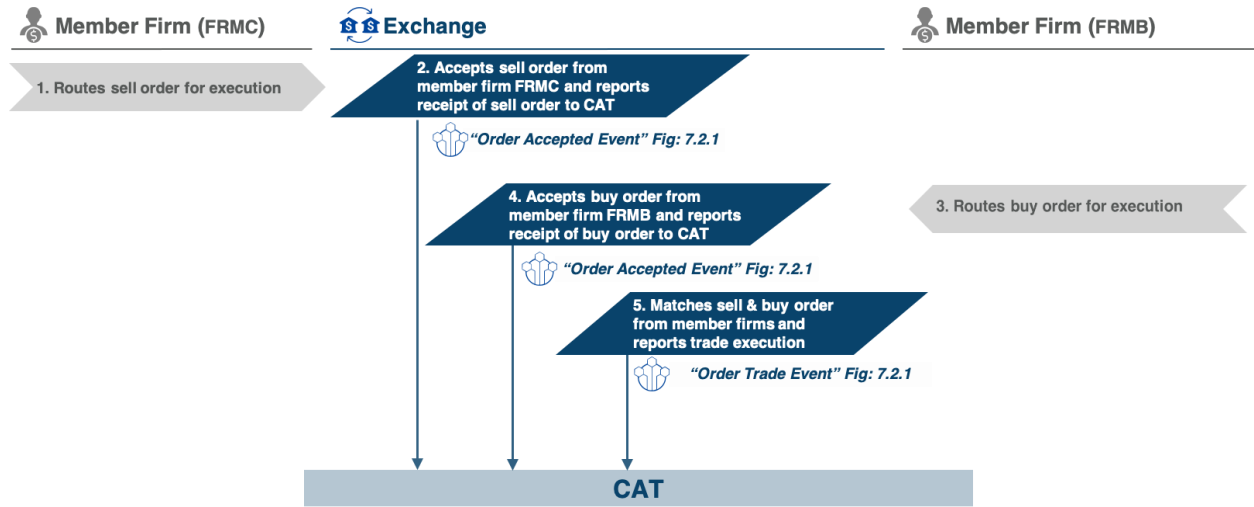 Member Firm (FRMC)
Exchange
Member Firm (FRMB)
1. Routes sell order for execution
2. Accepts sell order from
member firm FRMC and reports
receipt of sell order to CAT
“Order Accepted Event” Fig: 7.2.1
3. Routes buy order for execution
4. Accepts buy order from
member firm FRMB and reports
receipt of buy order to CAT
“Order Accepted Event” Fig: 7.2.1
5. Matches sell & buy order
from member firms and
reports trade execution
“Order Trade Event” Fig: 7.2.1
CAT